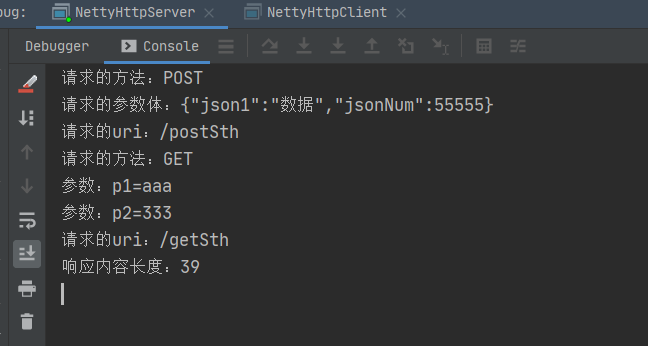 bug:
NettyHttpServer
NettyHttpClient
Debugger
Console
请求的方法：POST
请求的参数体：{"json1":"数据","jsonNum":55555}
请求的uri：/postSth
请求的方法：GET
参数：p1=aaa
参数：p2=333
请求的uri：/getSth
响应内容长度：39